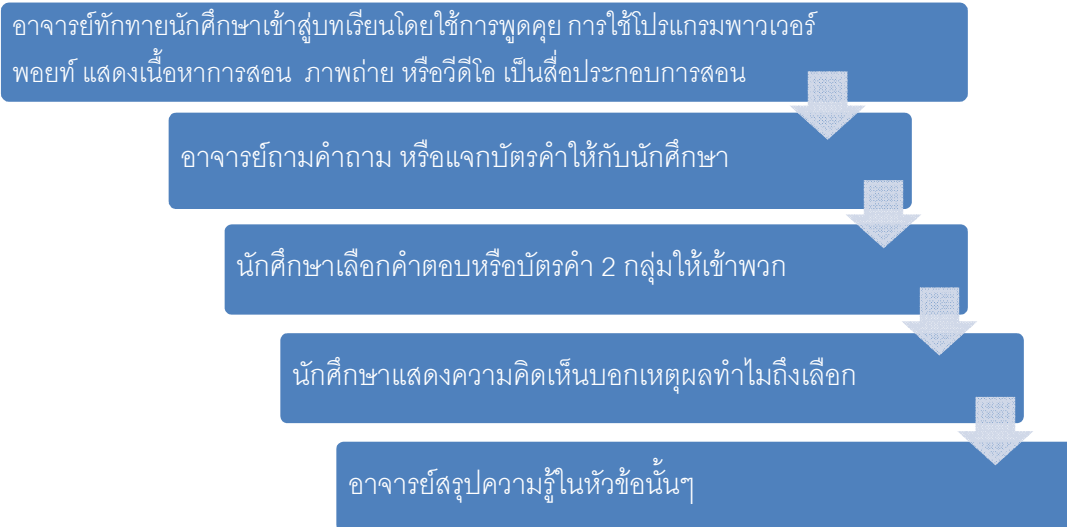 อาจารย์ทักทายนักศึกษาเข้าสู่บทเรียนโดยใช้การพูดคุย การใช้โปรแกรมพาวเวอร์
พอยท์ แสดงเนื้อหาการสอน ภาพถ่าย หรือวีดีโอ เป็นสื่อประกอบการสอน
อาจารย์ถามคำถาม หรือแจกบัตรคำให้กับนักศึกษา
นักศึกษาเลือกคำตอบหรือบัตรคำ 2 กลุ่มให้เข้าพวก
นักศึกษาแสดงความคิดเห็นบอกเหตุผลทำไมถึงเลือก
อาจารย์สรุปความรู้ในหัวข้อนั้นๆ